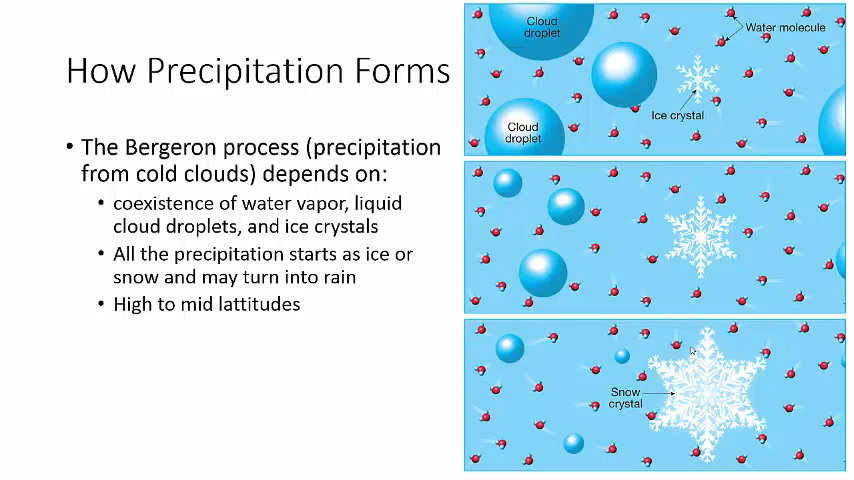 How Precipitation Forms
• The Bergeron process (precipitation
from cold clouds) depends on:
• coexistence of water vapor, liquid
cloud droplets, and ice crystals
• All the precipitation starts as ice or
snow and may turn into rain
• High to mid lattitudes
Cloud
droplet
Water molecule
Ice crystal
Cloud
droplet
Snow
crystal